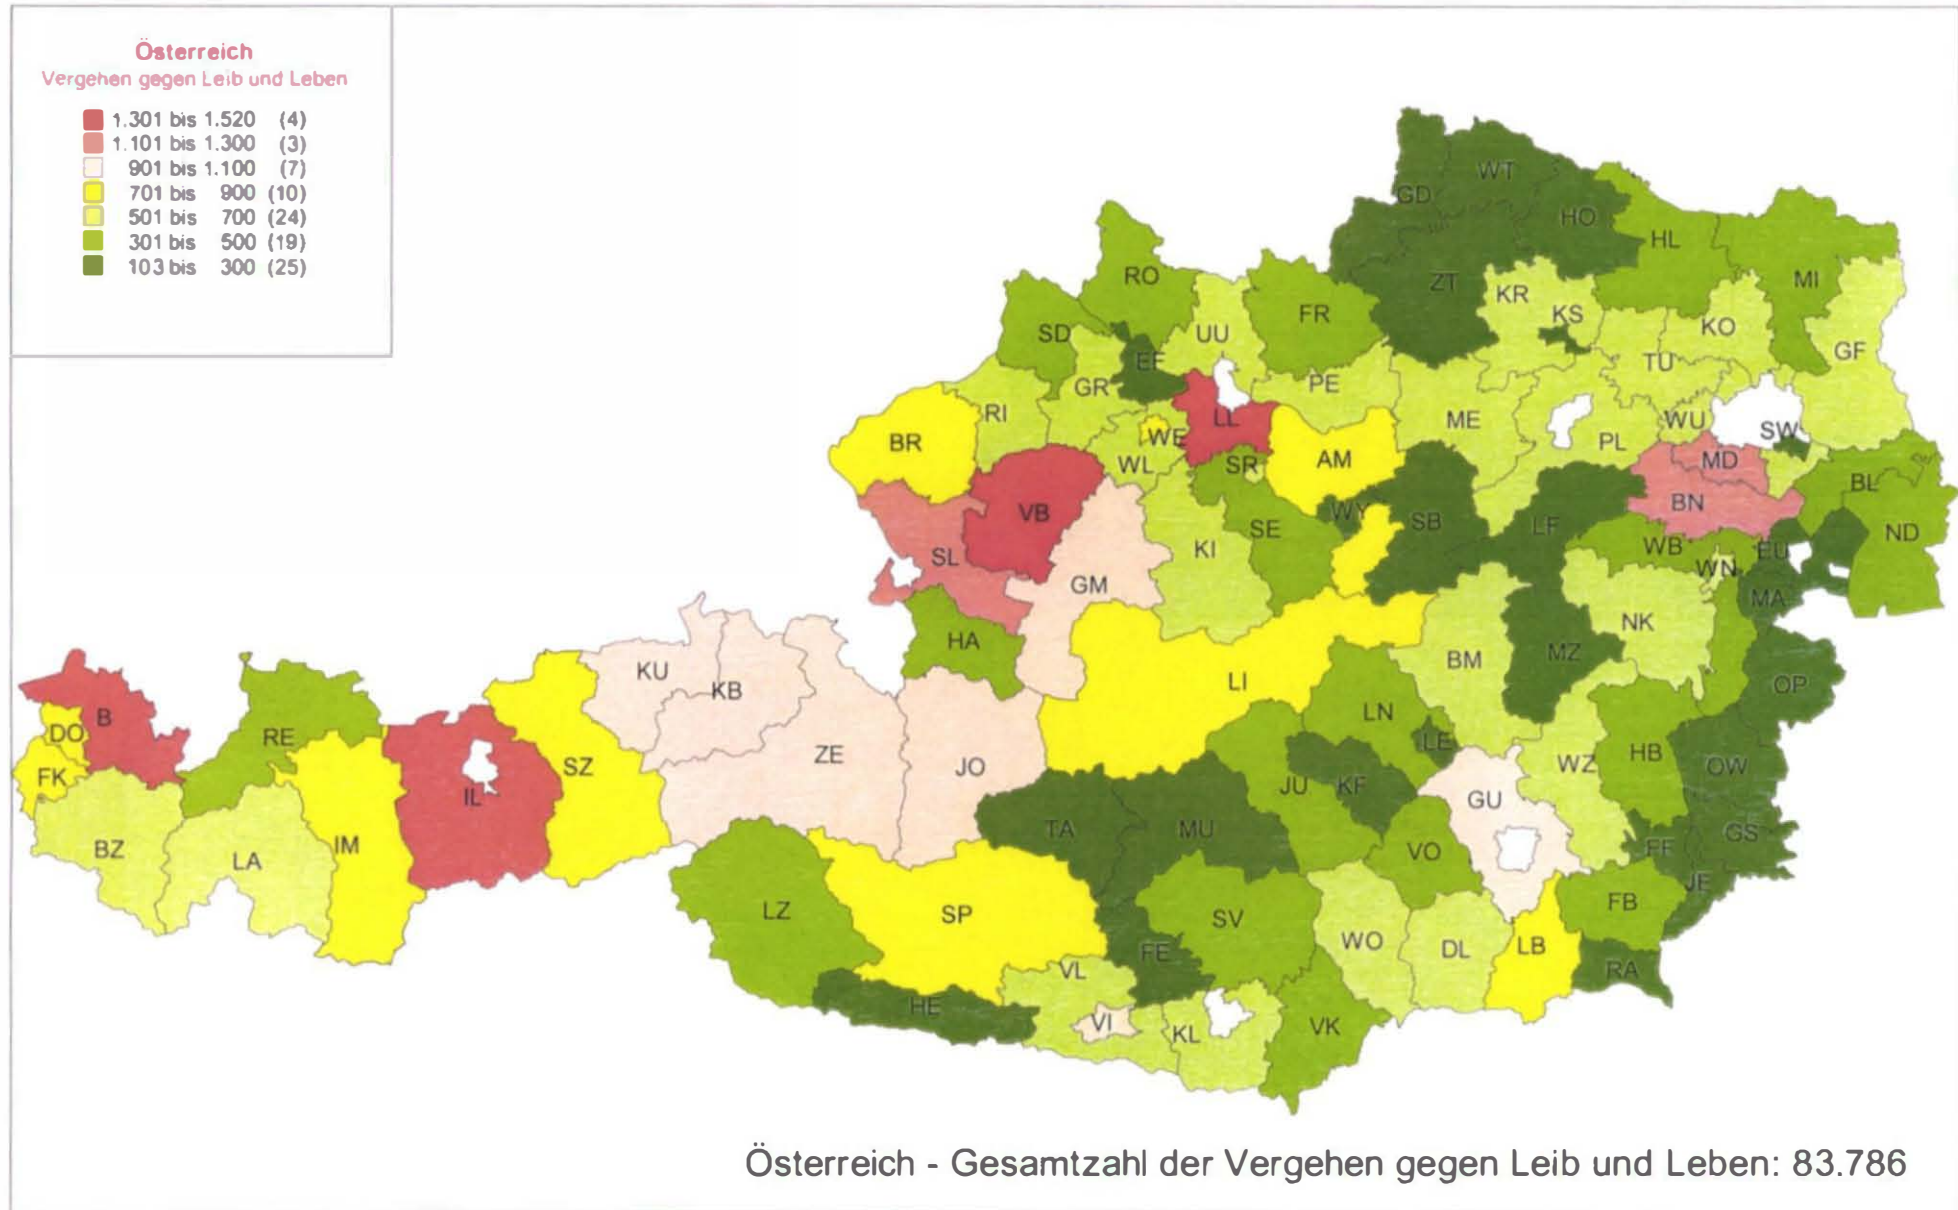 Österreich
Vergehen gegen Leib und Leben
1.301 bis 1.520 (4)
1.101 bis 1.300 (3)
901 bis 1.100 (7)
701 bis 900 (10)
501 bis 700 (24)
301 bis 500 (19)
103 bis 300 (25)
WT
GD
HO
HL
RO
ZT
MI
KR
FR
KS
KO
SD
UU
GF
EF
TU
GR
PE
RI
LL
ME
WU
BR
WE
PL
SW
AM
MD
WL
SR
BL
BN
VB
WY
SB
LF
SE
ND
KI
WB
EU
SL
WN
GM
MA
NK
HA
MZ
BM
KU
KB
LI
OP
B
LN
DO
RE
LE
ZE
HB
WZ
SZ
JO
OW
FK
JU
KF
IL
GU
TA
MU
GS
IM
VO
FF
BZ
LA
JE
LZ
SP
SV
FB
WO
DL
LB
FE
VL
RA
HE
VI
KL
VK
Österreich - Gesamtzahl der Vergehen gegen Leib und Leben: 83.786